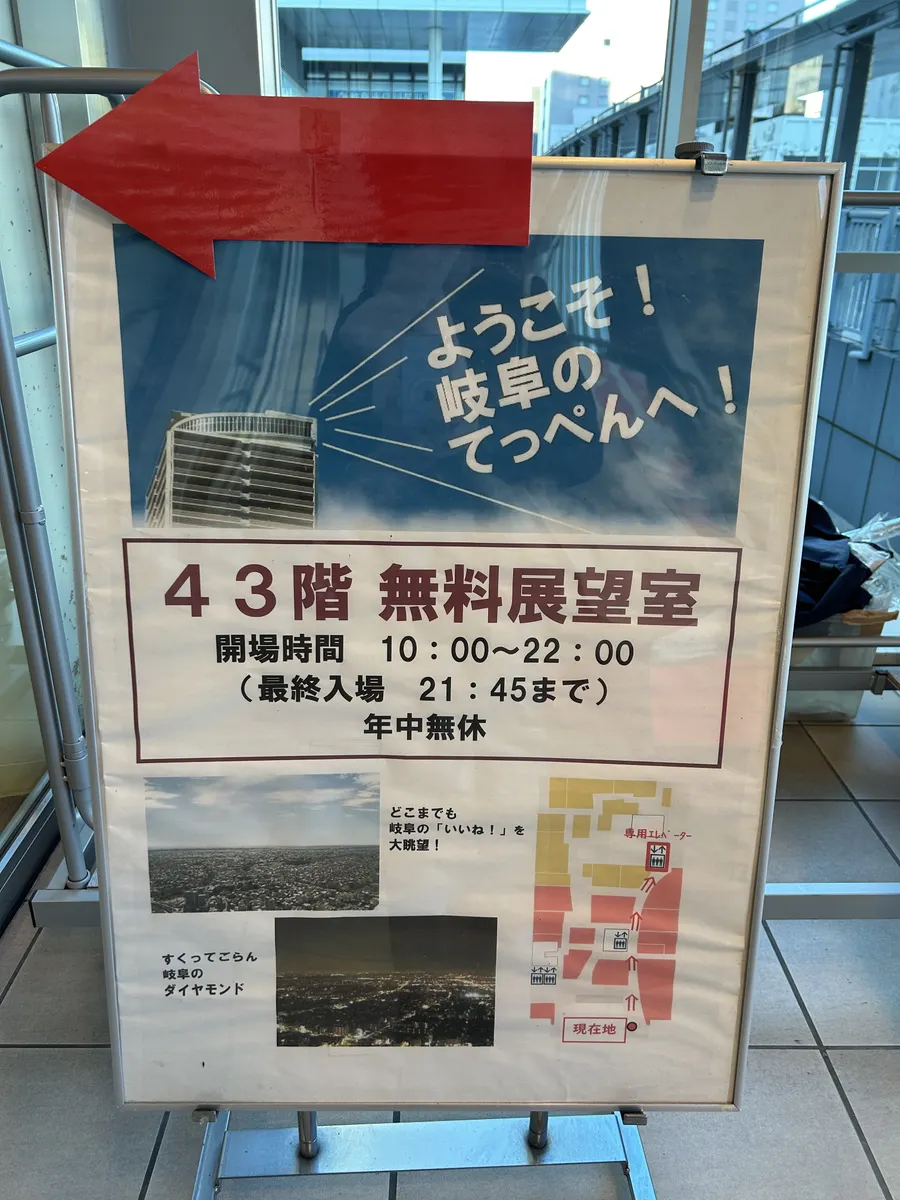 ようこそ！
岐阜の
てっぺんへ！
４３階 無料展望室
開場時間　10：00〜22：00
（最終入場　21：45まで）
年中無休
どこまでも
岐阜の「いいね！」を
大眺望！
すくってごらん
岐阜の
ダイヤモンド
専用エレベーター
現在地